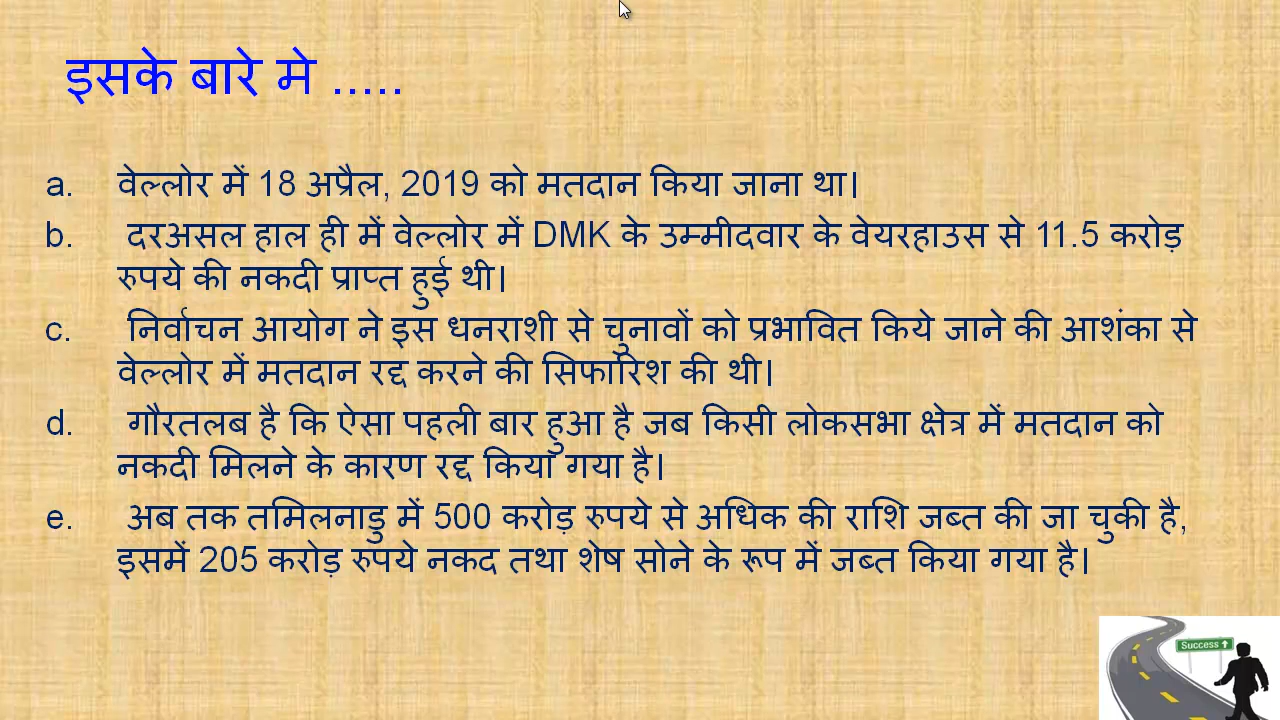 इसके बारे मे .....
a. वेल्लोर में 18 अप्रैल, 2019 को मतदान किया जाना था।
b. दरअसल हाल ही में वेल्लोर में DMK के उम्मीदवार के वेयरहाउस से 11.5 करोड़
रुपये की नकदी प्राप्त हुई थी।
c. निर्वाचन आयोग ने इस धनराशी से चुनावों को प्रभावित किये जाने की आशंका से
वेल्लोर में मतदान रद्द करने की सिफारिश की थी।
d. गौरतलब है कि ऐसा पहली बार हुआ है जब किसी लोकसभा क्षेत्र में मतदान को
नकदी मिलने के कारण रद्द किया गया है।
e. अब तक तमिलनाडु में 500 करोड़ रुपये से अधिक की राशि जब्त की जा चुकी है,
इसमें 205 करोड़ रुपये नकद तथा शेष सोने के रूप में जब्त किया गया है।
Success